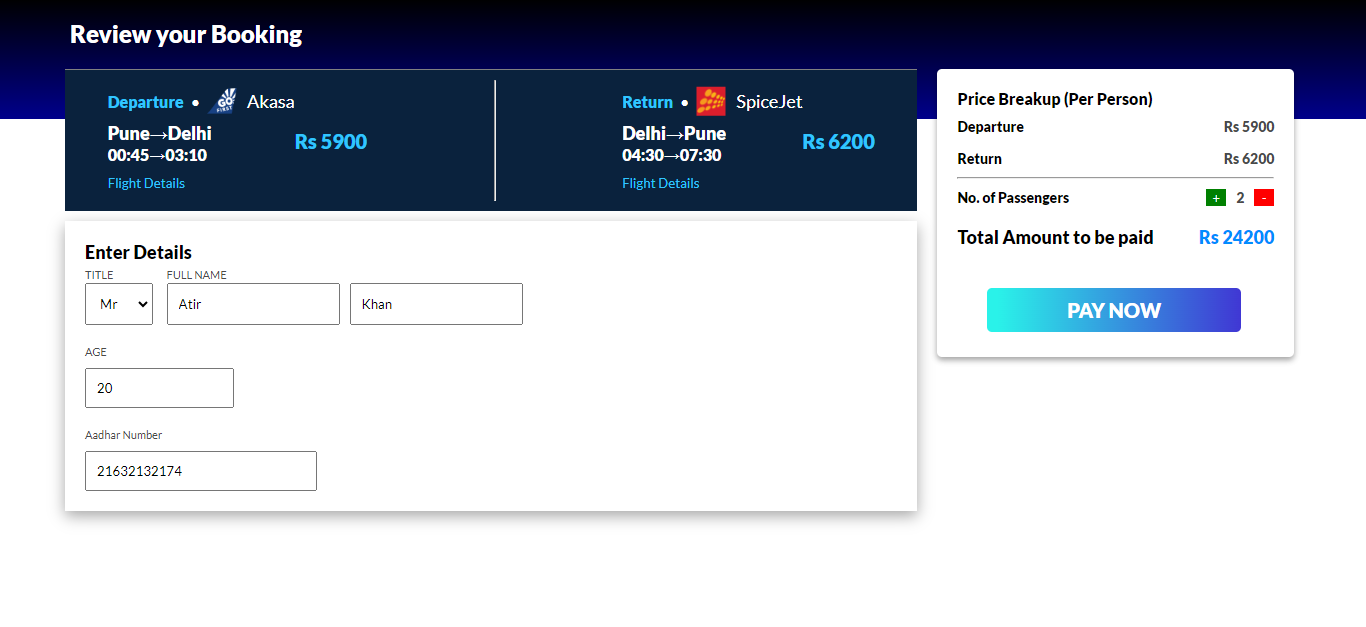 Review your Booking
Departure • GO FIRST Akasa
Pune→Delhi
00:45→03:10
Rs 5900
Flight Details
Return • SpiceJet
Delhi→Pune
04:30→07:30
Rs 6200
Flight Details
Enter Details
TITLE FULL NAME
Mr Atir Khan
AGE
20
Aadhar Number
21632132174
Price Breakup (Per Person)
Departure Rs 5900
Return Rs 6200
No. of Passengers + 2 -
Total Amount to be paid Rs 24200
PAY NOW